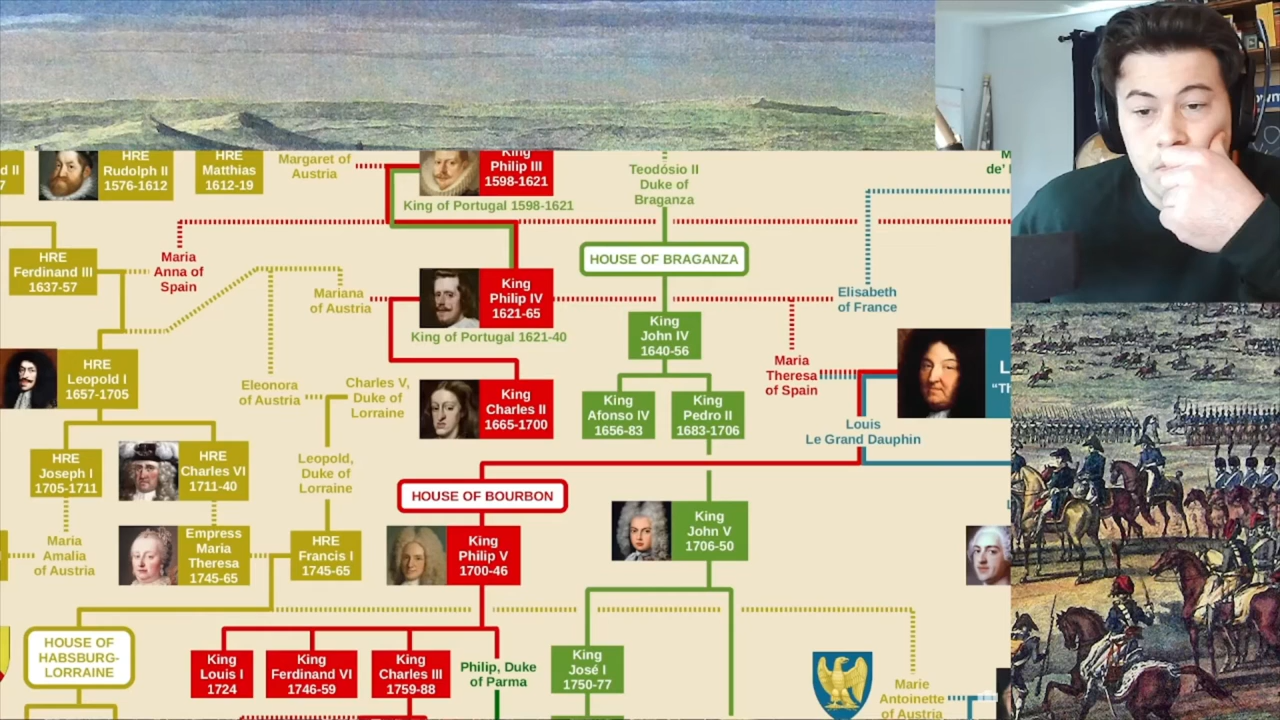 d II
7
HRE
Rudolph II
1576-1612
HRE
Matthias
1612-19
Margaret of
Austria
King
Philip III
1598-1621
King of Portugal 1598-1621
Teodósio II
Duke of
Braganza
M
de’
HOUSE OF BRAGANZA
HRE
Ferdinand III
1637-57
Maria
Anna of
Spain
Mariana
of Austria
King
Philip IV
1621-65
King of Portugal 1621-40
Elisabeth
of France
King
John IV
1640-56
HRE
Leopold I
1657-1705
Eleonora
of Austria
Charles V,
Duke of
Lorraine
King
Charles II
1665-1700
King
Afonso IV
1656-83
King
Pedro II
1683-1706
Maria
Theresa
of Spain
L
“Th
Louis
Le Grand Dauphin
HRE
Joseph I
1705-1711
HRE
Charles VI
1711-40
Leopold,
Duke of
Lorraine
HOUSE OF BOURBON
Maria
Amalia
of Austria
Empress
Maria
Theresa
1745-65
HRE
Francis I
1745-65
King
Philip V
1700-46
King
John V
1706-50
HOUSE OF
HABSBURG-
LORRAINE
King
Louis I
1724
King
Ferdinand VI
1746-59
King
Charles III
1759-88
Philip, Duke
of Parma
King
José I
1750-77
Marie
Antoinette
of Austria